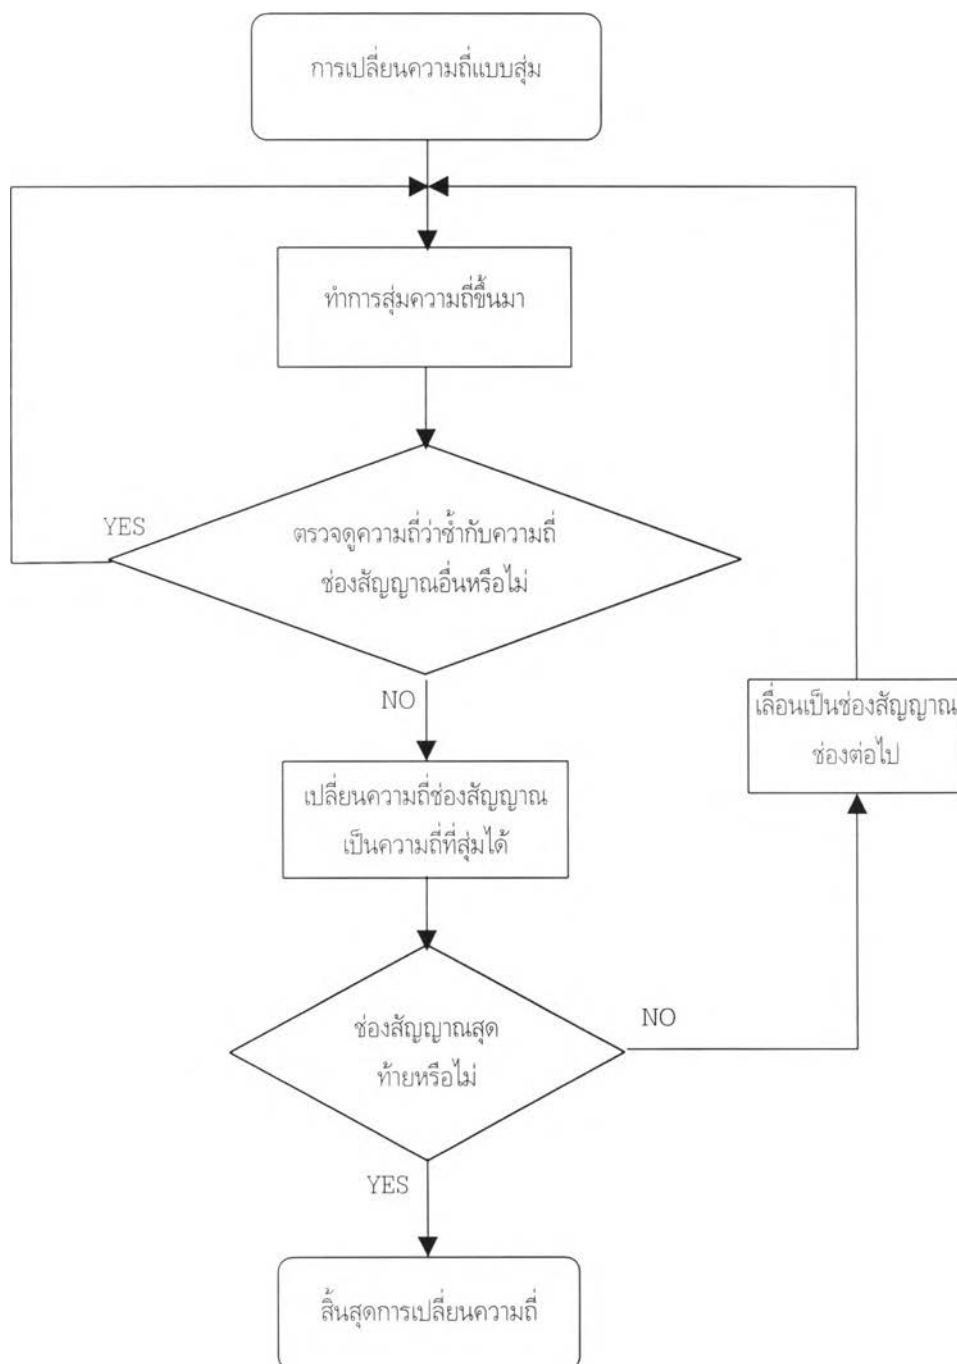 การเปลี่ยนความถี่แบบสุ่ม
ทำการสุ่มความถี่ขึ้นมา
YES
ตรวจดูความถี่ว่าซ้ำกับความถี่
ช่องสัญญาณอื่นหรือไม่
NO
เลื่อนเป็นช่องสัญญาณ
ช่องต่อไป
เปลี่ยนความถี่ช่องสัญญาณ
เป็นความถี่ที่สุ่มได้
ช่องสัญญาณสุด
ท้ายหรือไม่
NO
YES
สิ้นสุดการเปลี่ยนความถี่